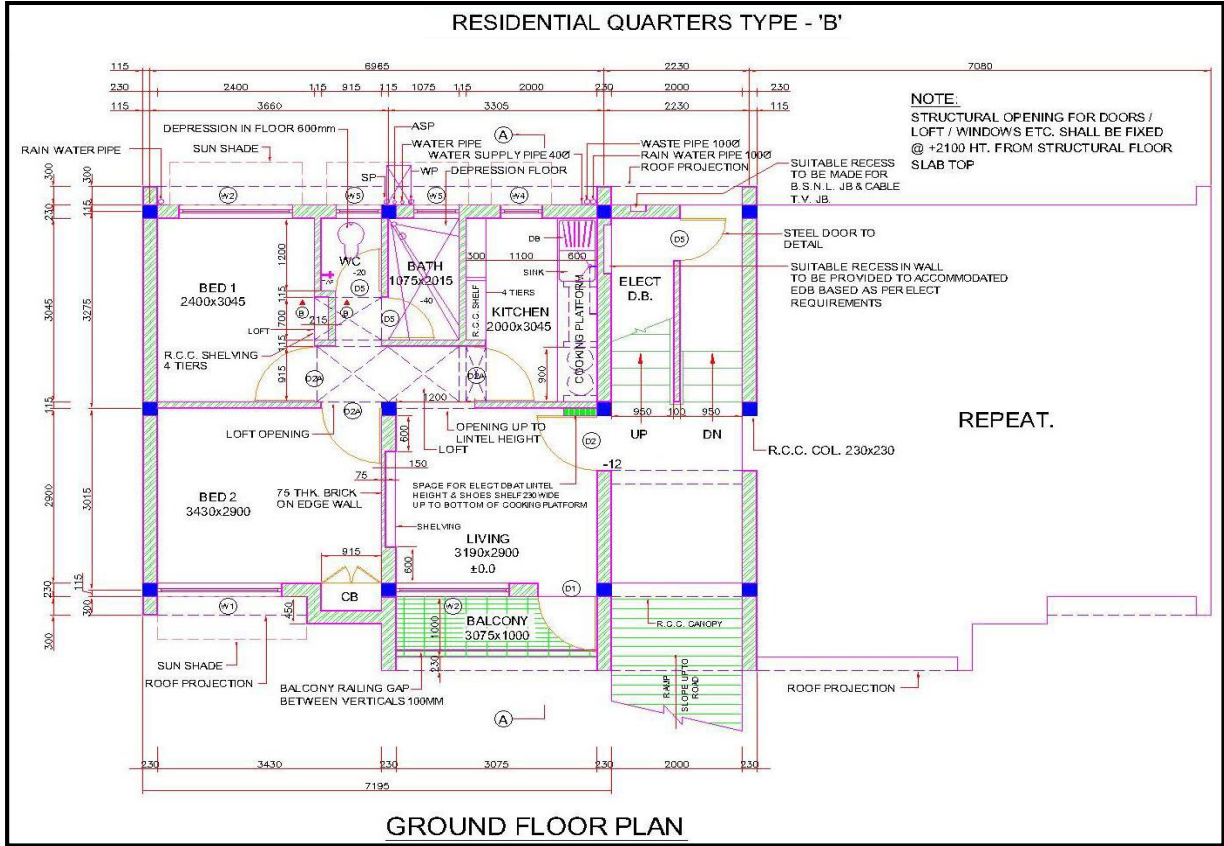 RESIDENTIAL QUARTERS TYPE - 'B'
115 6965 2230 7080
230 2400 115 915 115 1075 115 2000 230 2000 230
115 3660 3305 2230 115
NOTE:
STRUCTURAL OPENING FOR DOORS /
LOFT / WINDOWS ETC. SHALL BE FIXED
@ +2100 HT. FROM STRUCTURAL FLOOR
SLAB TOP
DEPRESSION IN FLOOR 600mm
SUN SHADE
RAIN WATER PIPE
ASP
WATER PIPE
WATER SUPPLY PIPE 40Ø
SP
WP
DEPRESSION FLOOR
A
WASTE PIPE 100Ø
RAIN WATER PIPE 100Ø
ROOF PROJECTION
SUITABLE RECESS
TO BE MADE FOR
B.S.N.L. JB & CABLE
T.V. JB.
STEEL DOOR TO
DETAIL
SUITABLE RECESS IN WALL
TO BE PROVIDED TO ACCOMMODATED
EDB BASED AS PER ELECT
REQUIREMENTS
300
230
115
3045
3275
115
2900
3015
115
230
300
300
W2
W5
W5
W4
BED 1
2400x3045
1200
115
700
115
915
WC
-20
D5
B
B
215
LOFT
R.C.C. SHELVING
4 TIERS
BATH
1075x2015
-40
D5
300 1100 600
DB
SINK
4 TIERS
R.C.C. SHELF
KITCHEN
2000x3045
COOKING PLATFORM
900
D5
ELECT
D.B.
D2A
D2A
D2A
1200
950 100 950
UP
DN
D2
-12
REPEAT.
R.C.C. COL. 230x230
LOFT OPENING
OPENING UP TO
LINTEL HEIGHT
LOFT
600
150
75
75 THK. BRICK
ON EDGE WALL
SPACE FOR ELECT DBAT LINTEL
HEIGHT & SHOES SHELF 230 WIDE
UP TO BOTTOM OF COOKING PLATFORM
SHELVING
BED 2
3430x2900
LIVING
3190x2900
±0.0
915
600
CB
450
W1
W2
D1
BALCONY
3075x1000
1000
230
R.C.C. CANOPY
RAMP
SLOPE UP TO
ROAD
SUN SHADE
ROOF PROJECTION
BALCONY RAILING GAP
BETWEEN VERTICALS 100MM
A
ROOF PROJECTION
230 3430 230 3075 230 2000 230
7195
GROUND FLOOR PLAN